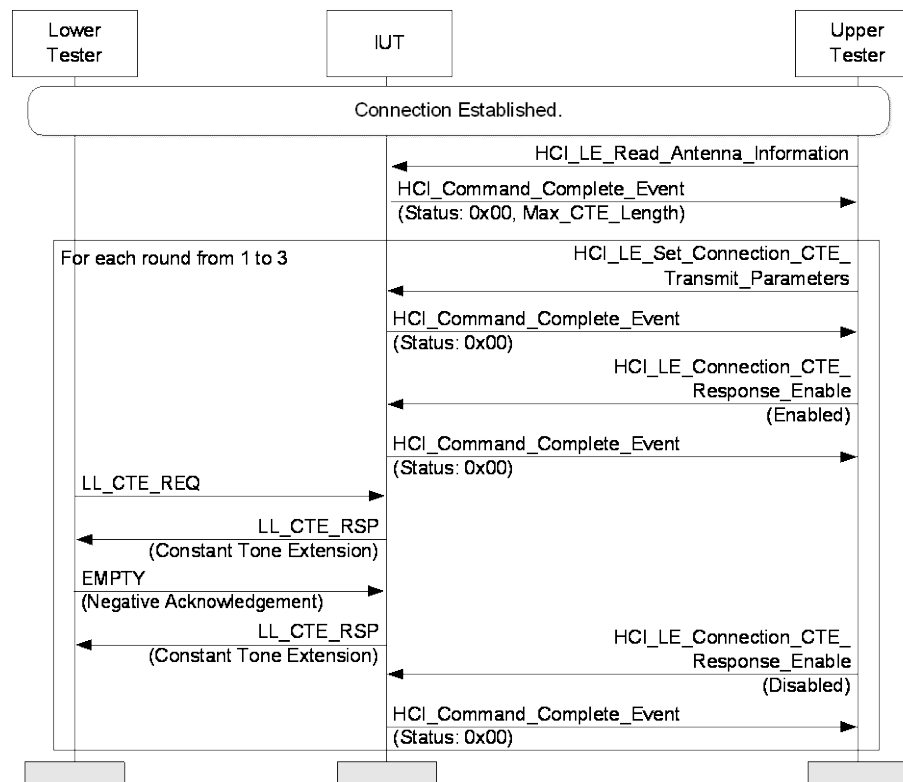 Lower
Tester
IUT
Upper
Tester
Connection Established.
HCI_LE_Read_Antenna_Information
HCI_Command_Complete_Event
(Status: 0x00, Max_CTE_Length)
For each round from 1 to 3
HCI_LE_Set_Connection_CTE_
Transmit_Parameters
HCI_Command_Complete_Event
(Status: 0x00)
HCI_LE_Connection_CTE_
Response_Enable
(Enabled)
HCI_Command_Complete_Event
(Status: 0x00)
LL_CTE_REQ
LL_CTE_RSP
(Constant Tone Extension)
EMPTY
(Negative Acknowledgement)
LL_CTE_RSP
(Constant Tone Extension)
HCI_LE_Connection_CTE_
Response_Enable
(Disabled)
HCI_Command_Complete_Event
(Status: 0x00)